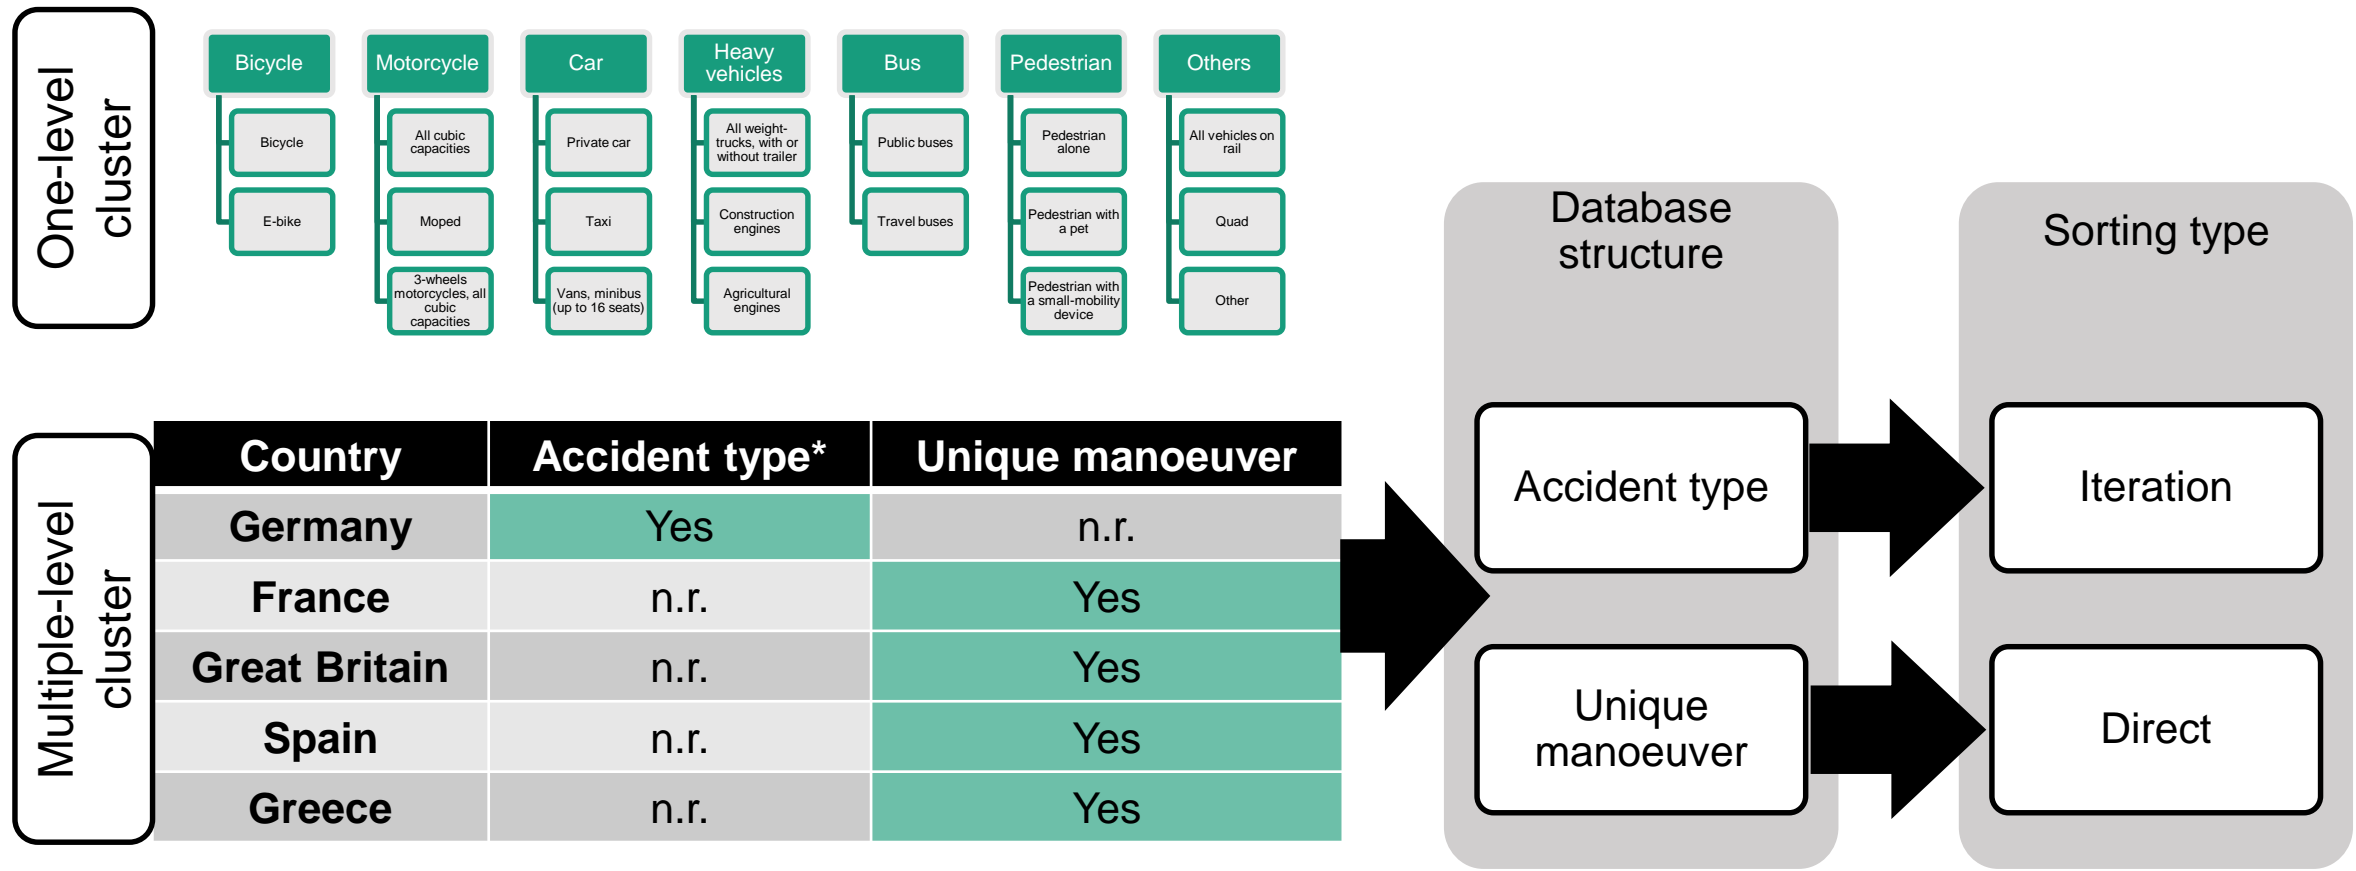 One-level
cluster
Bicycle
Bicycle
E-bike
Motorcycle
All cubic
capacities
Moped
3-wheels
motorcycles, all
cubic
capacities
Car
Private car
Taxi
Vans, minibus
(up to 16 seats)
Heavy
vehicles
All weight-
trucks, with or
without trailer
Construction
engines
Agricultural
engines
Bus
Public buses
Travel buses
Pedestrian
Pedestrian
alone
Pedestrian with
a pet
Pedestrian with
a small-mobility
device
Others
All vehicles on
rail
Quad
Other
Multiple-level
cluster
Country Accident type* Unique manoeuver
Germany Yes n.r.
France n.r. Yes
Great Britain n.r. Yes
Spain n.r. Yes
Greece n.r. Yes
Database
structure
Accident type
Unique
manoeuver
Sorting type
Iteration
Direct